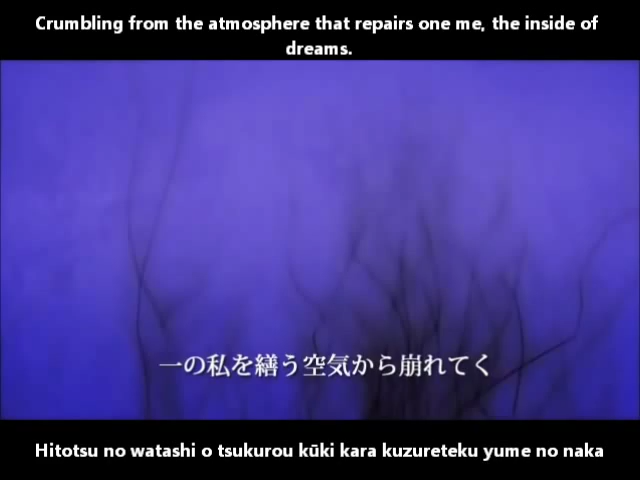 Crumbling from the atmosphere that repairs one me, the inside of
dreams.
一の私を繕う空気から崩れてく
Hitotsu no watashi o tsukurou kūki kara kuzureteku yume no naka